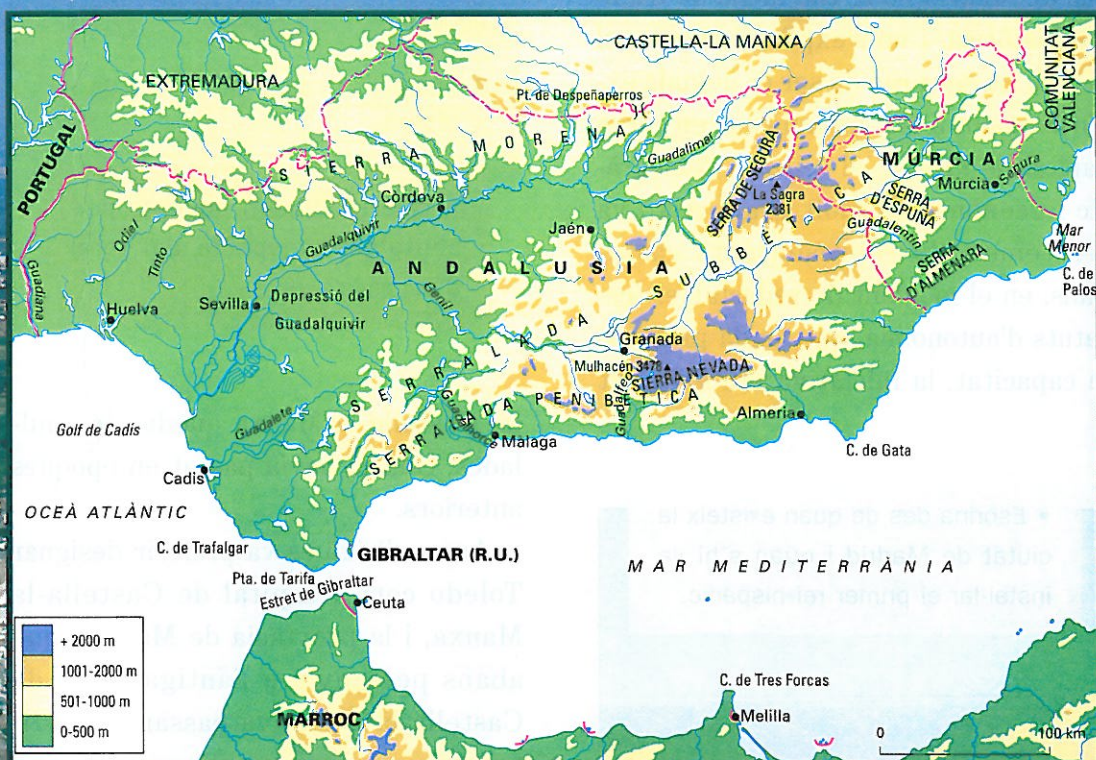 CASTELLA-LA MANXA
COMUNITAT
VALENCIANA
EXTREMADURA
Pt. de Despeñaperros
PORTUGAL
SIERRA MORENA
Guadalimar
SERRA DE SEGURA
MÚRCIA
Múrcia
Segura
La Sagra
2381
SERRA
D'ESPUÑA
Còrdova
Odiel
Tinto
Guadalquivir
Jaén
Guadalentín
Mar
Menor
SERRA
D'ALMENARA
C. de
Palos
ANDALUSIA
Guadiana
Huelva
Sevilla
Depressió del
Guadalquivir
Genil
SERRALADA SUBBÈTICA
Granada
Mulhacén 3478
SIERRA NEVADA
Guadalfeo
SERRALADA PENIBÈTICA
Almeria
Guadalete
Guadalhorce
Màlaga
C. de Gata
Golf de Cadis
Cadis
OCEÀ ATLÀNTIC
C. de Trafalgar
GIBRALTAR (R.U.)
MAR MEDITERRÀNIA
Pta. de Tarifa
Estret de Gibraltar
Ceuta
+ 2000 m
1001-2000 m
501-1000 m
0-500 m
MARROC
C. de Tres Forcas
Melilla
0 100 km